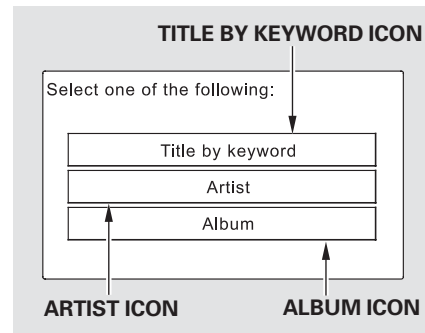 TITLE BY KEYWORD ICON
Select one of the following:
Title by keyword
Artist
Album
ARTIST ICON
ALBUM ICON